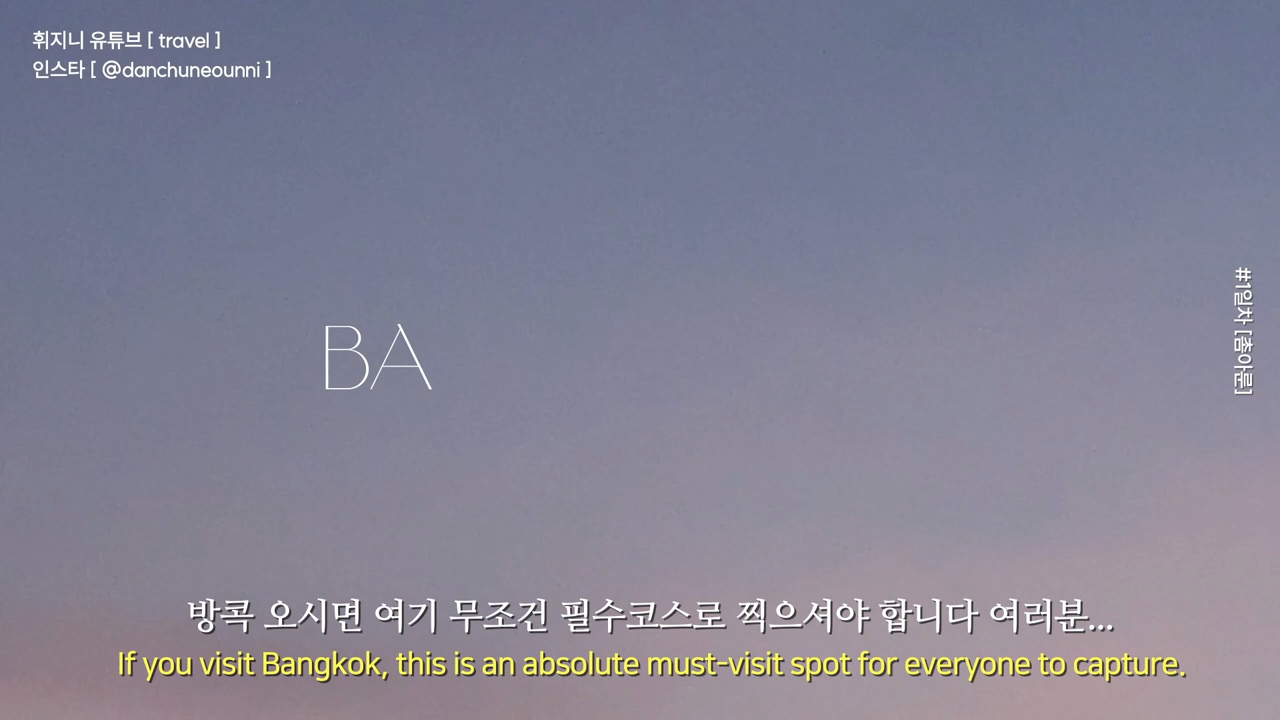 휘지니 유튜브 [ travel ]
인스타 [ @danchuneounni ]
BA
#1일차 [촘아룬]
방콕 오시면 여기 무조건 필수코스로 찍으셔야 합니다 여러분...
If you visit Bangkok, this is an absolute must-visit spot for everyone to capture.